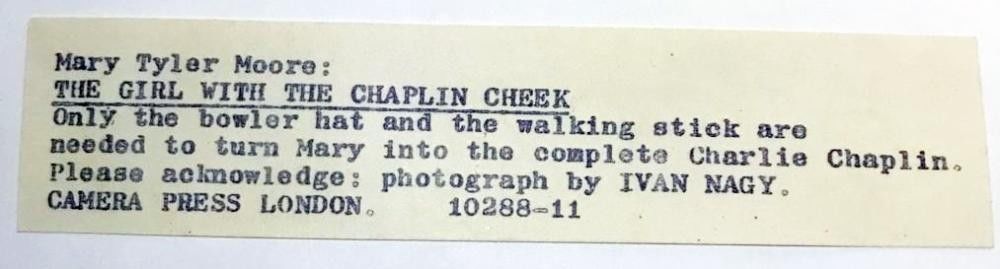 Mary Tyler Moore:
THE GIRL WITH THE CHAPLIN CHEEK
Only the bowler hat and the walking stick are
needed to turn Mary into the complete Charlie Chaplin.
Please acknowledge: photograph by IVAN NAGY.
CAMERA PRESS LONDON. 10288-11